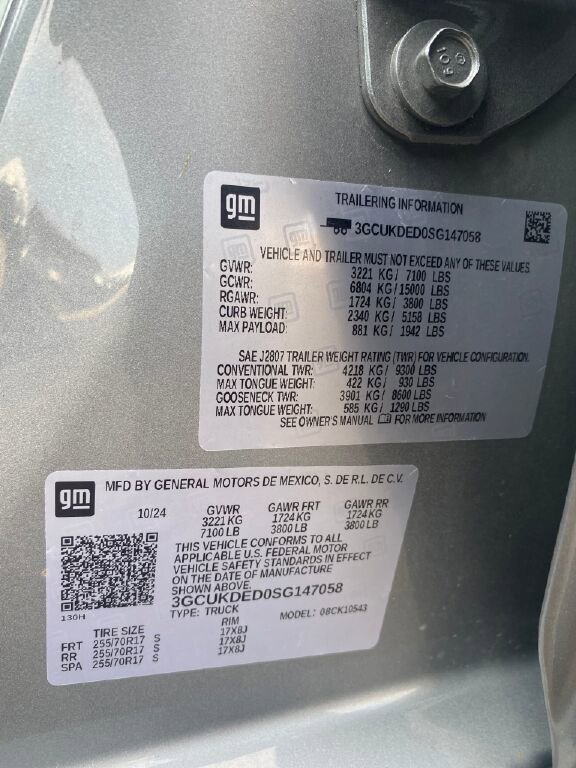 10.9
gm
TRAILERING INFORMATION
3GCUKDED0SG147058
VEHICLE AND TRAILER MUST NOT EXCEED ANY OF THESE VALUES
GVWR: 3221 KG/ 7100 LBS
GCWR: 6804 KG/15000 LBS
RGAWR: 1724 KG/ 3800 LBS
CURB WEIGHT: 2340 KG/ 5158 LBS
MAX PAYLOAD: 881 KG/ 1942 LBS
SAE J2807 TRAILER WEIGHT RATING (TWR) FOR VEHICLE CONFIGURATION.
CONVENTIONAL TWR: 4218 KG/ 9300 LBS
MAX TONGUE WEIGHT: 422 KG/ 930 LBS
GOOSENECK TWR: 3901 KG/ 8600 LBS
MAX TONGUE WEIGHT: 585 KG/ 1290 LBS
SEE OWNER'S MANUAL FOR MORE INFORMATION
gm
MFD BY GENERAL MOTORS DE MEXICO, S. DE R.L. DE C.V.
10/24 GVWR GAWR FRT GAWR RR
3221 KG 1724 KG 1724 KG
7100 LB 3800 LB 3800 LB
THIS VEHICLE CONFORMS TO ALL
APPLICABLE U.S. FEDERAL MOTOR
VEHICLE SAFETY STANDARDS IN EFFECT
ON THE DATE OF MANUFACTURE
SHOWN ABOVE.
3GCUKDED0SG147058
130H
TYPE: TRUCK MODEL: 08CK10543
TIRE SIZE RIM
FRT 255/70R17 S 17X8J
RR 255/70R17 S 17X8J
SPA 255/70R17 S 17X8J